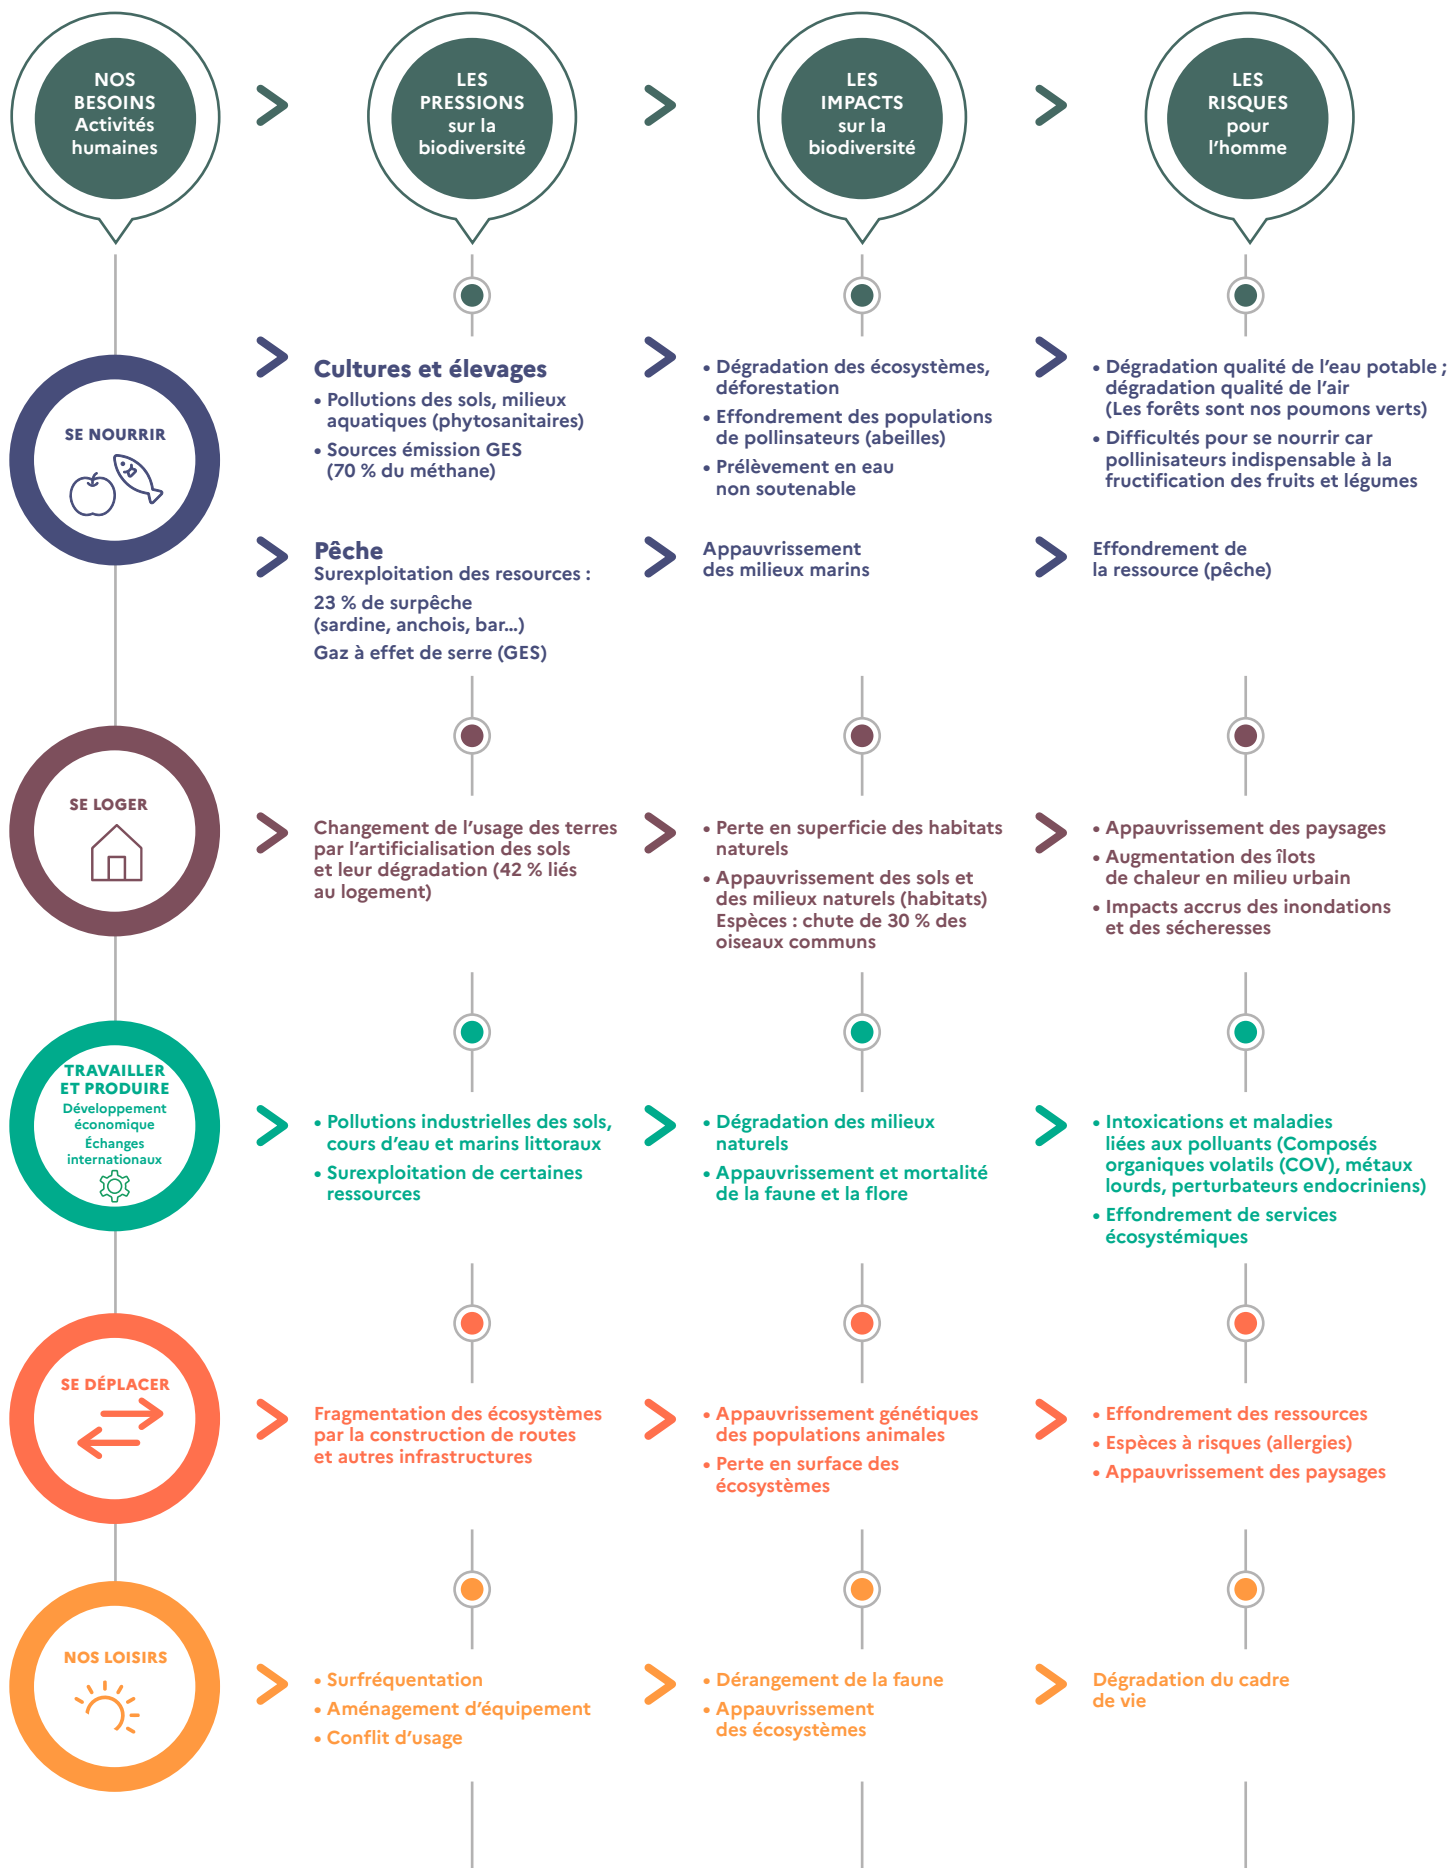 NOS
BESOINS
Activités
humaines
LES
PRESSIONS
sur la
biodiversité
LES
IMPACTS
sur la
biodiversité
LES
RISQUES
pour
l'homme
SE NOURRIR
Cultures et élevages
• Pollutions des sols, milieux
aquatiques (phytosanitaires)
• Sources émission GES
(70 % du méthane)
• Dégradation des écosystèmes,
déforestation
• Effondrement des populations
de pollinsateurs (abeilles)
• Prélèvement en eau
non soutenable
• Dégradation qualité de l'eau potable ;
dégradation qualité de l'air
(Les forêts sont nos poumons verts)
• Difficultés pour se nourrir car
pollinisateurs indispensable à la
fructification des fruits et légumes
Pêche
Surexploitation des resources :
23 % de surpêche
(sardine, anchois, bar...)
Gaz à effet de serre (GES)
Appauvrissement
des milieux marins
Effondrement de
la ressource (pêche)
SE LOGER
Changement de l'usage des terres
par l'artificialisation des sols
et leur dégradation (42 % liés
au logement)
• Perte en superficie des habitats
naturels
• Appauvrissement des sols et
des milieux naturels (habitats)
Espèces : chute de 30 % des
oiseaux communs
• Appauvrissement des paysages
• Augmentation des îlots
de chaleur en milieu urbain
• Impacts accrus des inondations
et des sécheresses
TRAVAILLER
ET PRODUIRE
Développement
économique
Échanges
internationaux
• Pollutions industrielles des sols,
cours d'eau et marins littoraux
• Surexploitation de certaines
ressources
• Dégradation des milieux
naturels
• Appauvrissement et mortalité
de la faune et la flore
• Intoxications et maladies
liées aux polluants (Composés
organiques volatils (COV), métaux
lourds, perturbateurs endocriniens)
• Effondrement de services
écosystémiques
SE DÉPLACER
Fragmentation des écosystèmes
par la construction de routes
et autres infrastructures
• Appauvrissement génétiques
des populations animales
• Perte en surface des
écosystèmes
• Effondrement des ressources
• Espèces à risques (allergies)
• Appauvrissement des paysages
NOS LOISIRS
• Surfréquentation
• Aménagement d'équipement
• Conflit d'usage
• Dérangement de la faune
• Appauvrissement
des écosystèmes
Dégradation du cadre
de vie